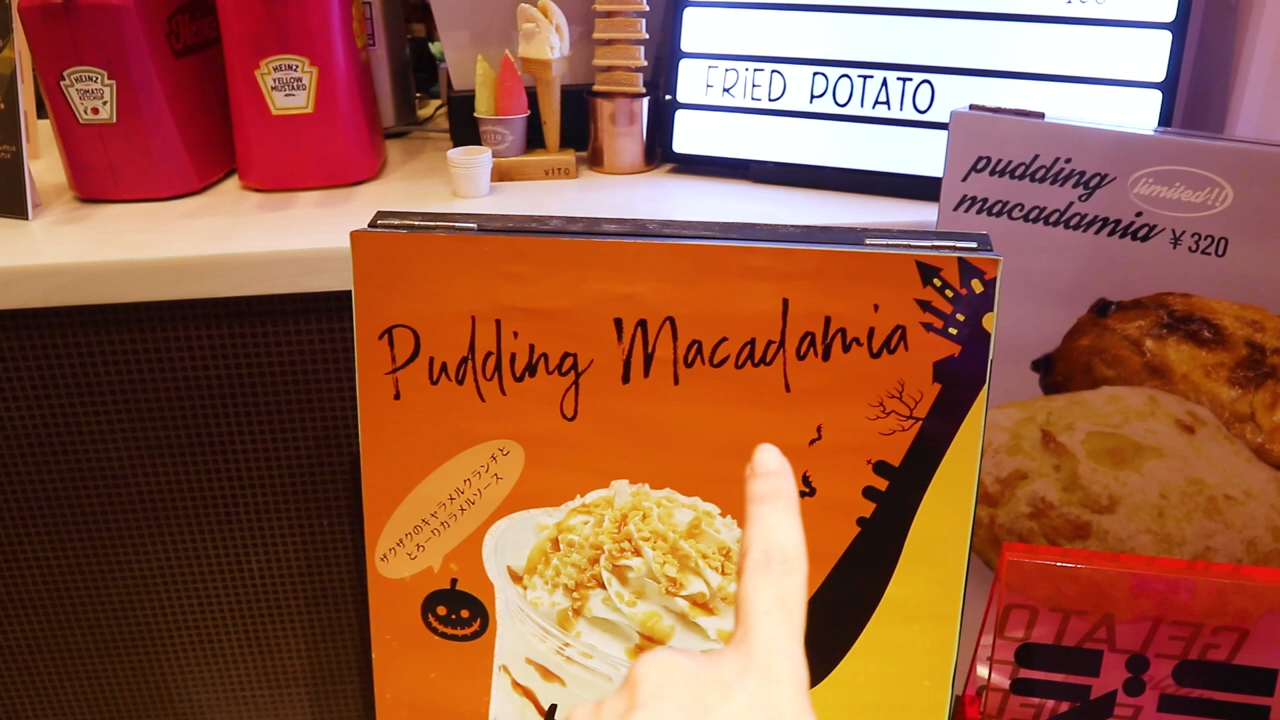 Heinz
HEINZ
TOMATO
KETCHUP
HEINZ
YELLOW
MUSTARD
vito
VITO
FRiED POTATO
pudding
macadamia
limited!!
¥320
Pudding Macadamia
ザクザクのキャラメルクランチと
とろーりカラメルソース
GELATO